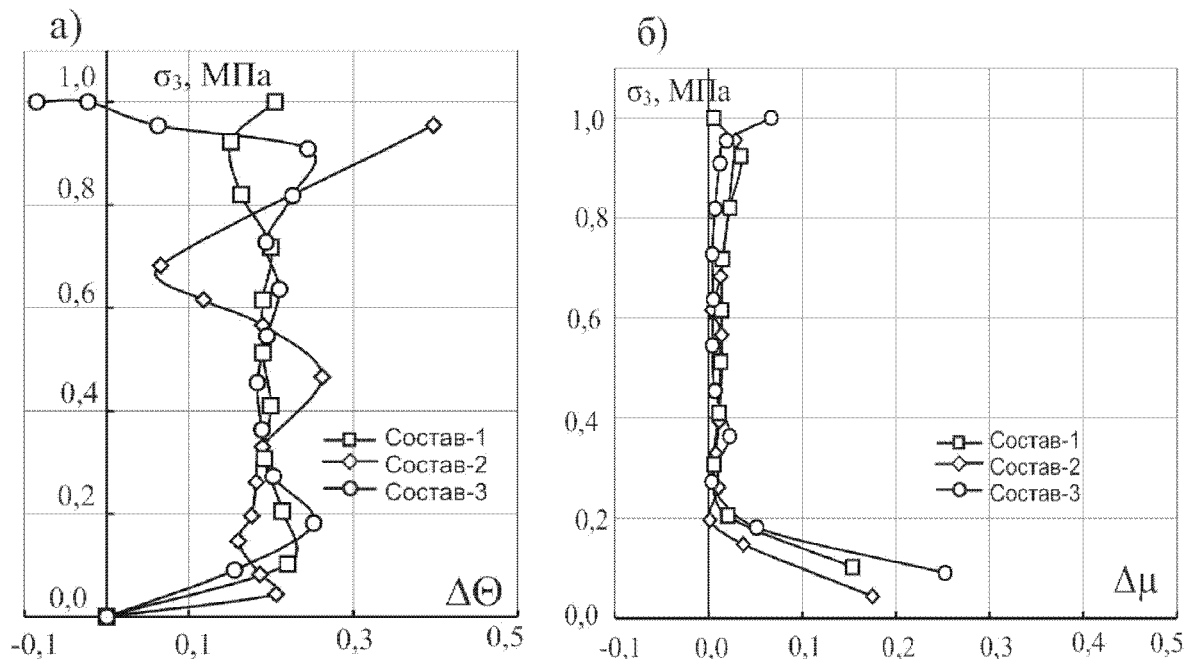 а)
σ₃, МПа
1,0
0,8
0,6
0,4
0,2
0,0
Состав-1
Состав-2
Состав-3
ΔΘ
-0,1 0,1 0,3 0,5
б)
σ₃, МПа
1,0
0,8
0,6
0,4
0,2
0,0
Состав-1
Состав-2
Состав-3
Δμ
-0,1 0,0 0,1 0,2 0,3 0,4 0,5